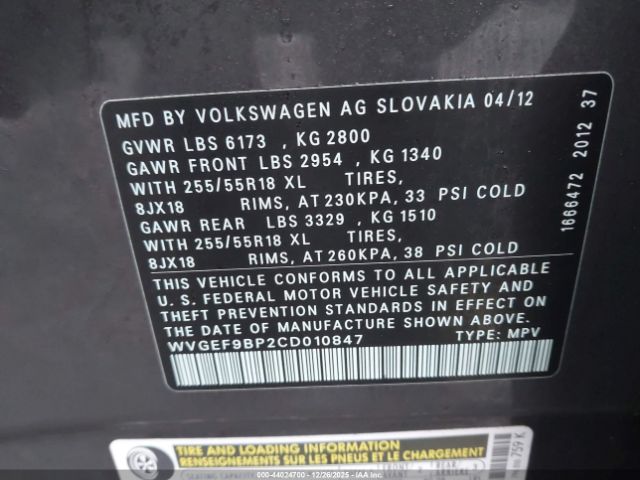 MFD BY VOLKSWAGEN AG SLOVAKIA 04/12
GVWR LBS 6173 , KG 2800
GAWR FRONT LBS 2954 , KG 1340
WITH 255/55R18 XL TIRES,
8JX18 RIMS, AT 230KPA, 33 PSI COLD
GAWR REAR LBS 3329 , KG 1510
WITH 255/55R18 XL TIRES,
8JX18 RIMS, AT 260KPA, 38 PSI COLD
THIS VEHICLE CONFORMS TO ALL APPLICABLE
U. S. FEDERAL MOTOR VEHICLE SAFETY AND
THEFT PREVENTION STANDARDS IN EFFECT ON
THE DATE OF MANUFACTURE SHOWN ABOVE.
WVGEF9BP2CD010847 TYPE: MPV
1666472 2012 37
TIRE AND LOADING INFORMATION
RENSEIGNEMENTS SUR LES PNEUS ET LE CHARGEMENT
759 K
000-44024700 - 12/26/2025 - IAAI.COM